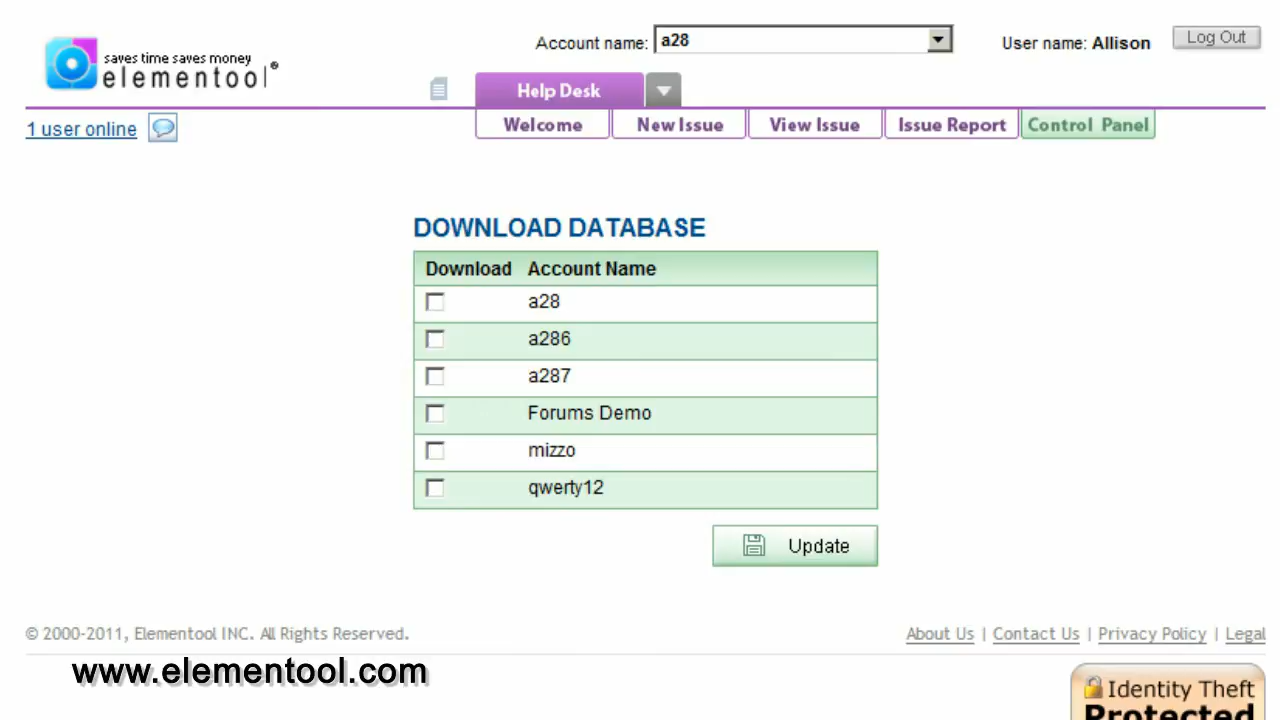 Account name: a28 User name: Allison Log Out
saves time saves money
elementool®
Help Desk
1 user online Welcome New Issue View Issue Issue Report Control Panel
DOWNLOAD DATABASE
Download Account Name
a28
a286
a287
Forums Demo
mizzo
qwerty12
Update
© 2000-2011, Elementool INC. All Rights Reserved. About Us | Contact Us | Privacy Policy | Legal
www.elementool.com
Identity Theft
Protected